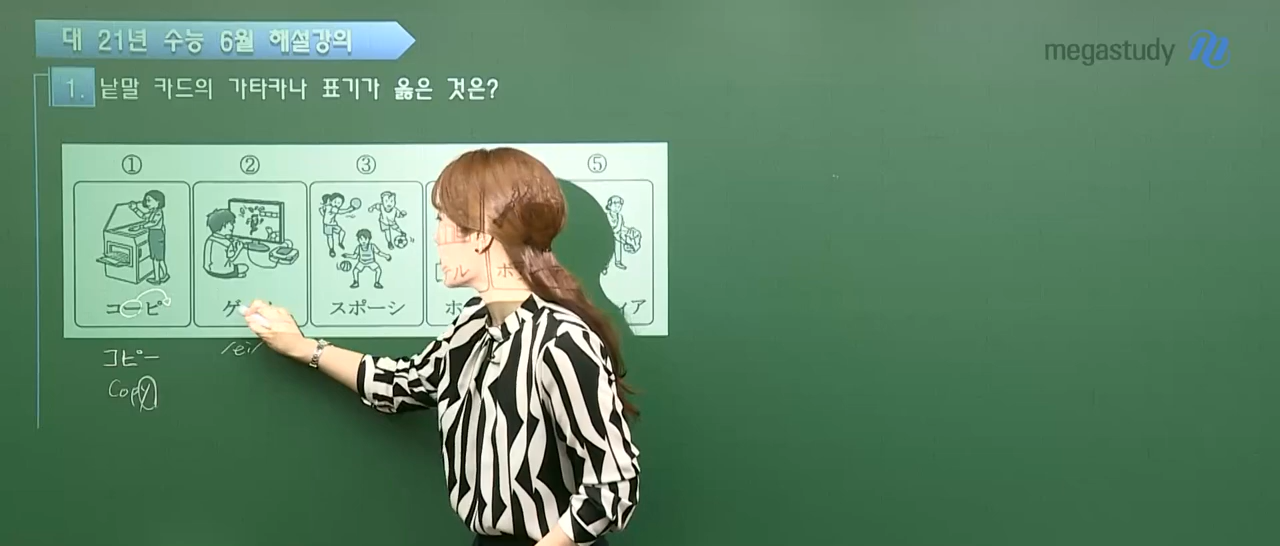 대 21년 수능 6월 해설강의
megastudy
1. 낱말 카드의 가타카나 표기가 옳은 것은?
① ② ③ ⑤
コーピ スポーシ
コピー
/ei/
Copy